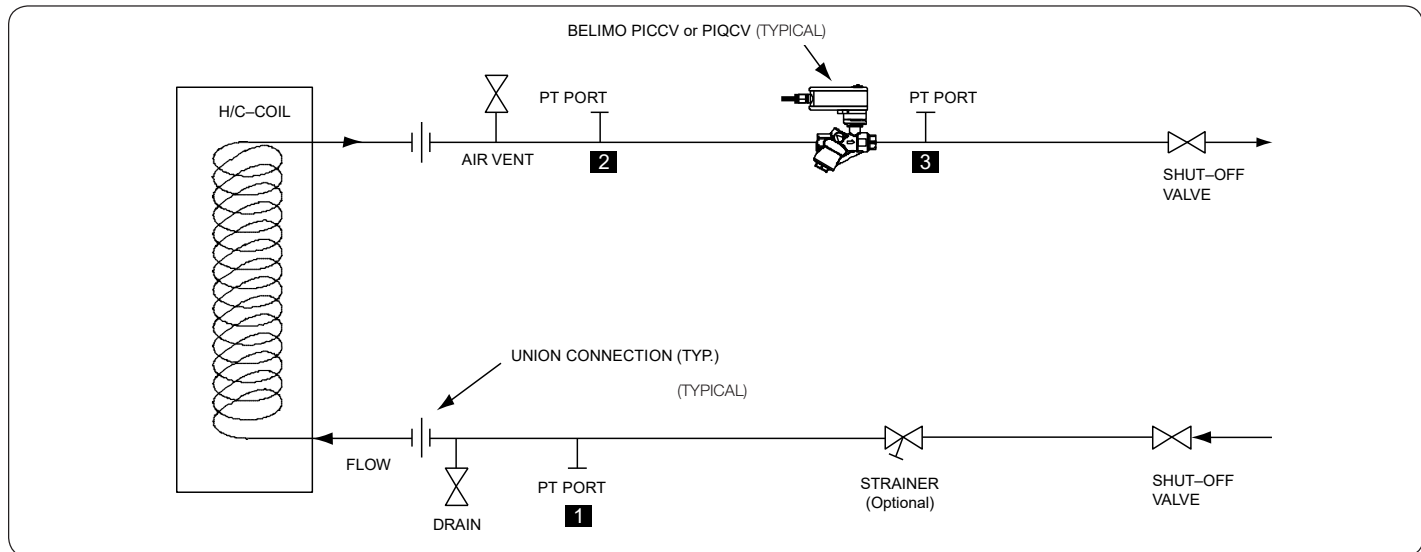 BELIMO PICCV or PIQCV (TYPICAL)
H/C–COIL
PT PORT
PT PORT
AIR VENT
2
3
SHUT–OFF
VALVE
UNION CONNECTION (TYP.)
(TYPICAL)
FLOW
PT PORT
1
DRAIN
STRAINER
(Optional)
SHUT–OFF
VALVE